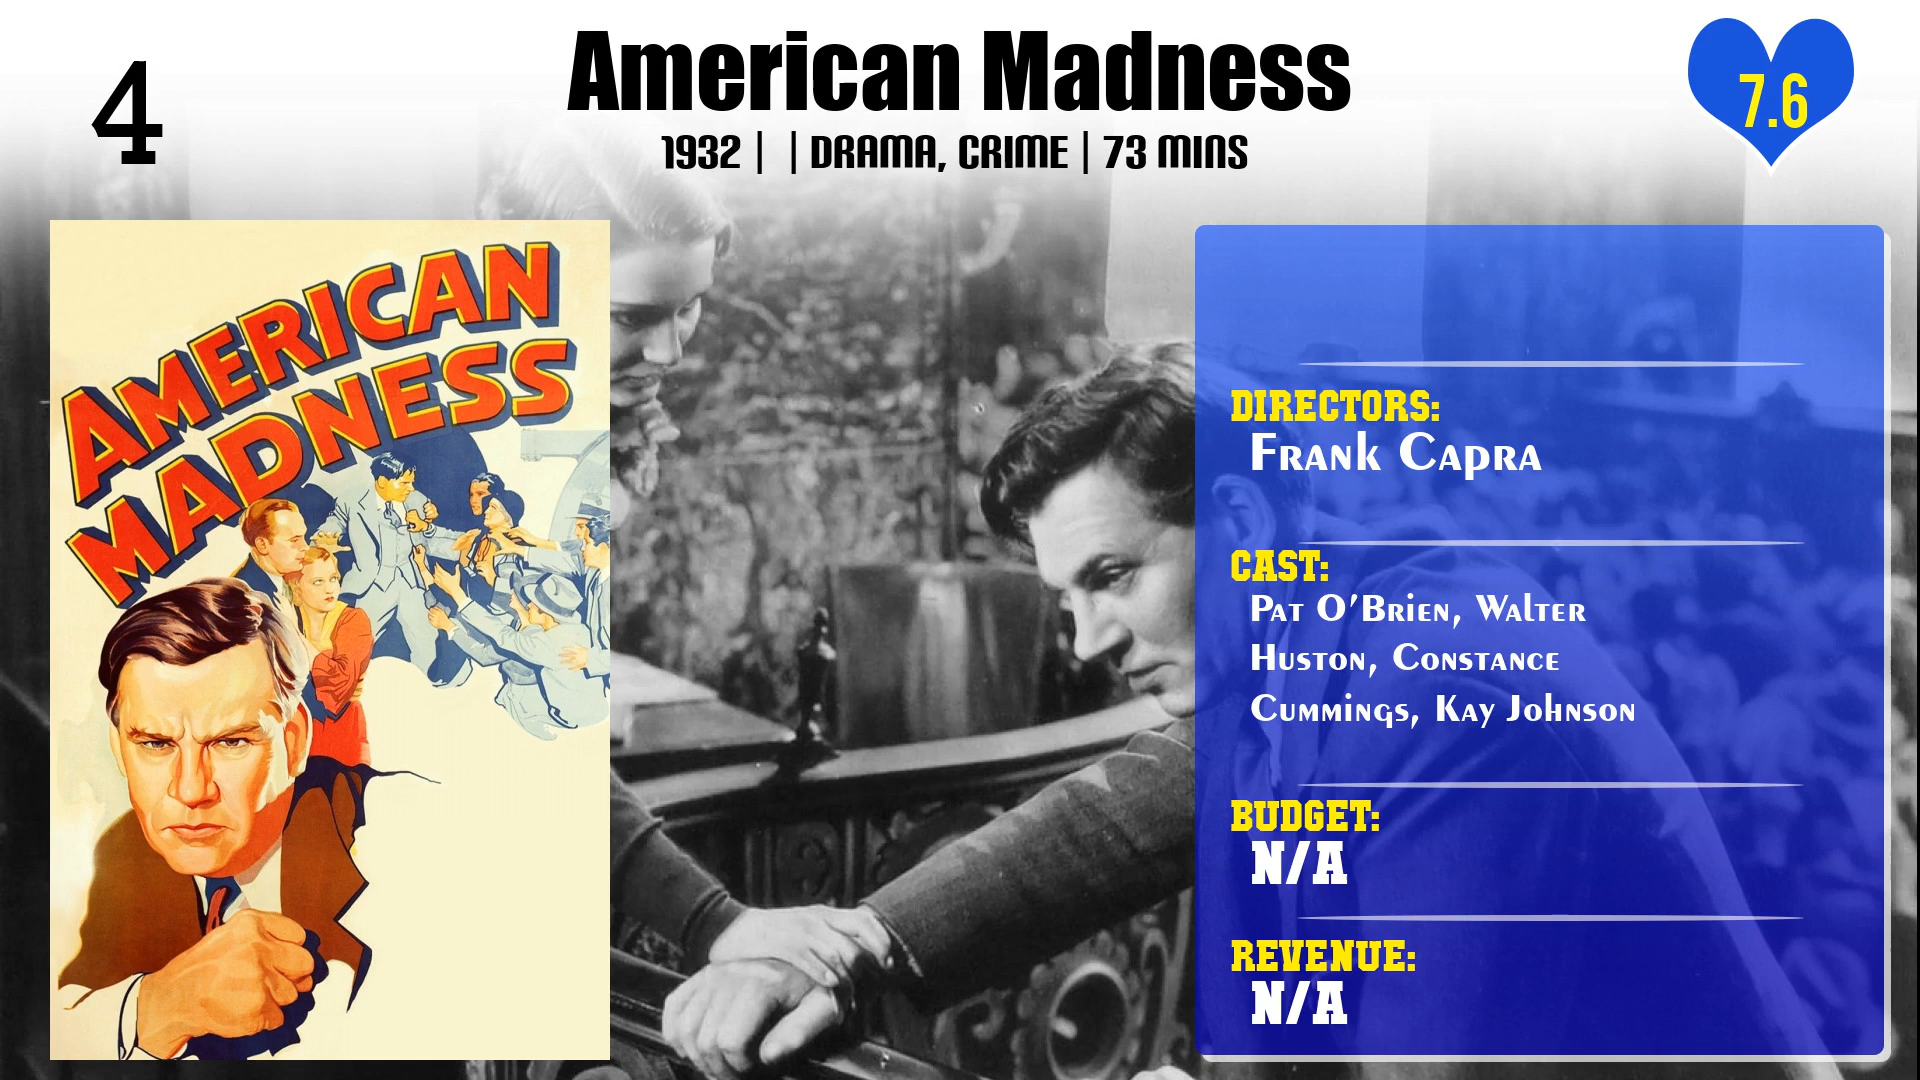 4
American Madness
1932 | | DRAMA, CRIME | 73 MINS
7.6
AMERICAN
MADNESS
DIRECTORS:
Frank Capra
CAST:
Pat O'Brien, Walter
Huston, Constance
Cummings, Kay Johnson
BUDGET:
N/A
REVENUE:
N/A